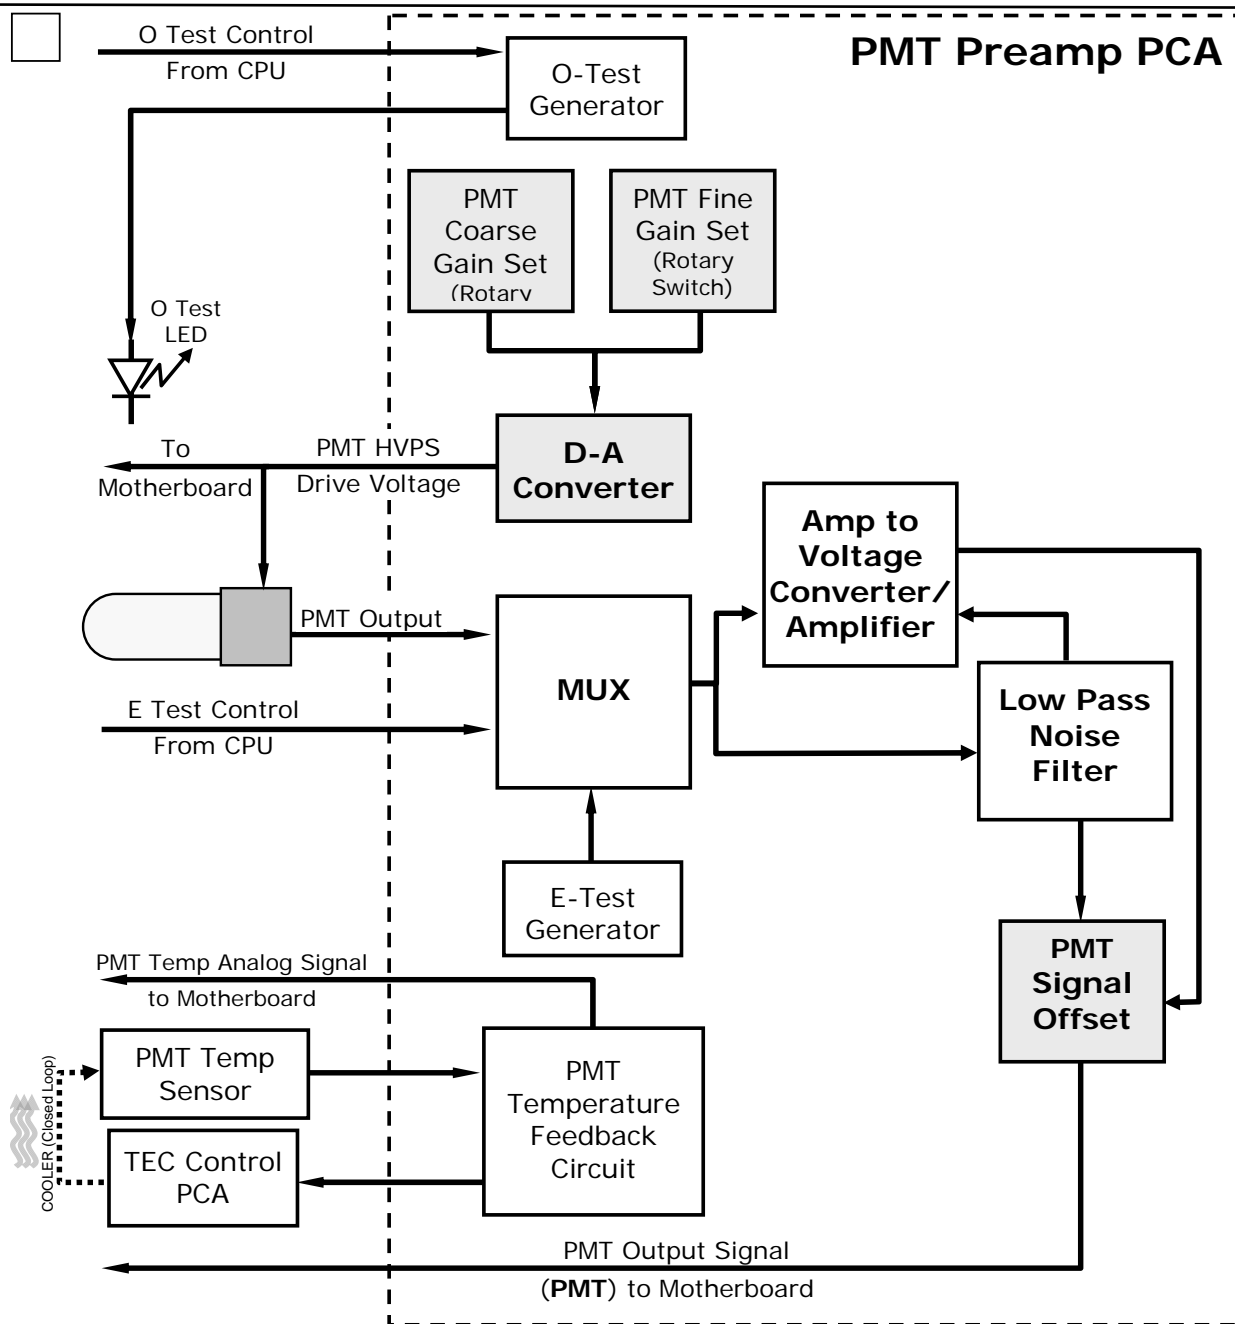 O Test Control
From CPU
PMT Preamp PCA
O-Test
Generator
PMT
Coarse
Gain Set
(Rotary
PMT Fine
Gain Set
(Rotary
Switch)
O Test
LED
To
Motherboard
PMT HVPS
Drive Voltage
D-A
Converter
Amp to
Voltage
Converter/
Amplifier
PMT Output
MUX
Low Pass
Noise
Filter
E Test Control
From CPU
E-Test
Generator
PMT
Signal
Offset
PMT Temp Analog Signal
to Motherboard
PMT Temp
Sensor
PMT
Temperature
Feedback
Circuit
COOLER (Closed Loop)
TEC Control
PCA
PMT Output Signal
(PMT) to Motherboard